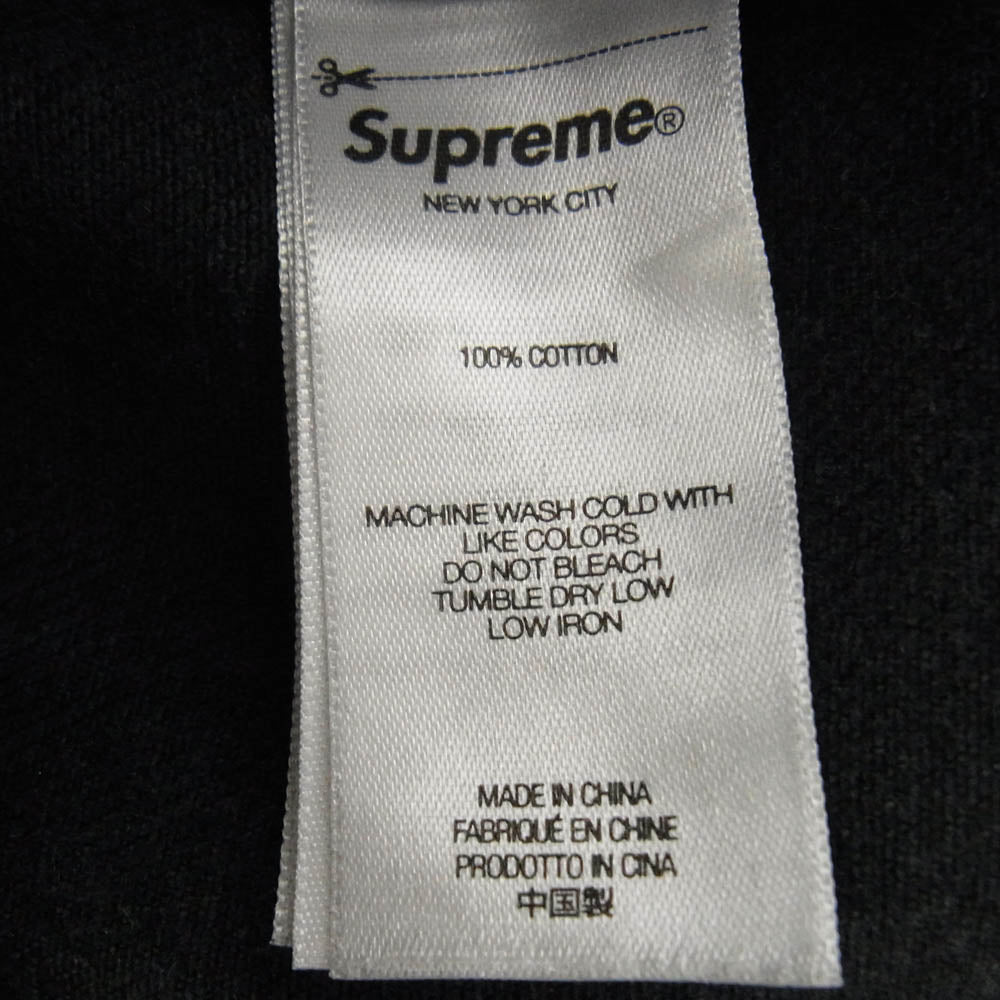 Supreme®
NEW YORK CITY
100% COTTON
MACHINE WASH COLD WITH
LIKE COLORS
DO NOT BLEACH
TUMBLE DRY LOW
LOW IRON
MADE IN CHINA
FABRIQUÉ EN CHINE
PRODOTTO IN CINA
中国製